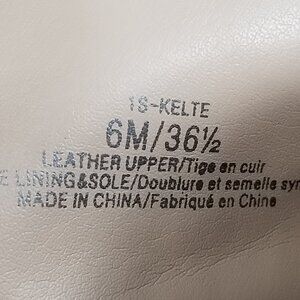 1S-KELTE
6M/36½
LEATHER UPPER/Tige en cuir
LINING&SOLE/Doublure et semelle
MADE IN CHINA/Fabriqué en Chine